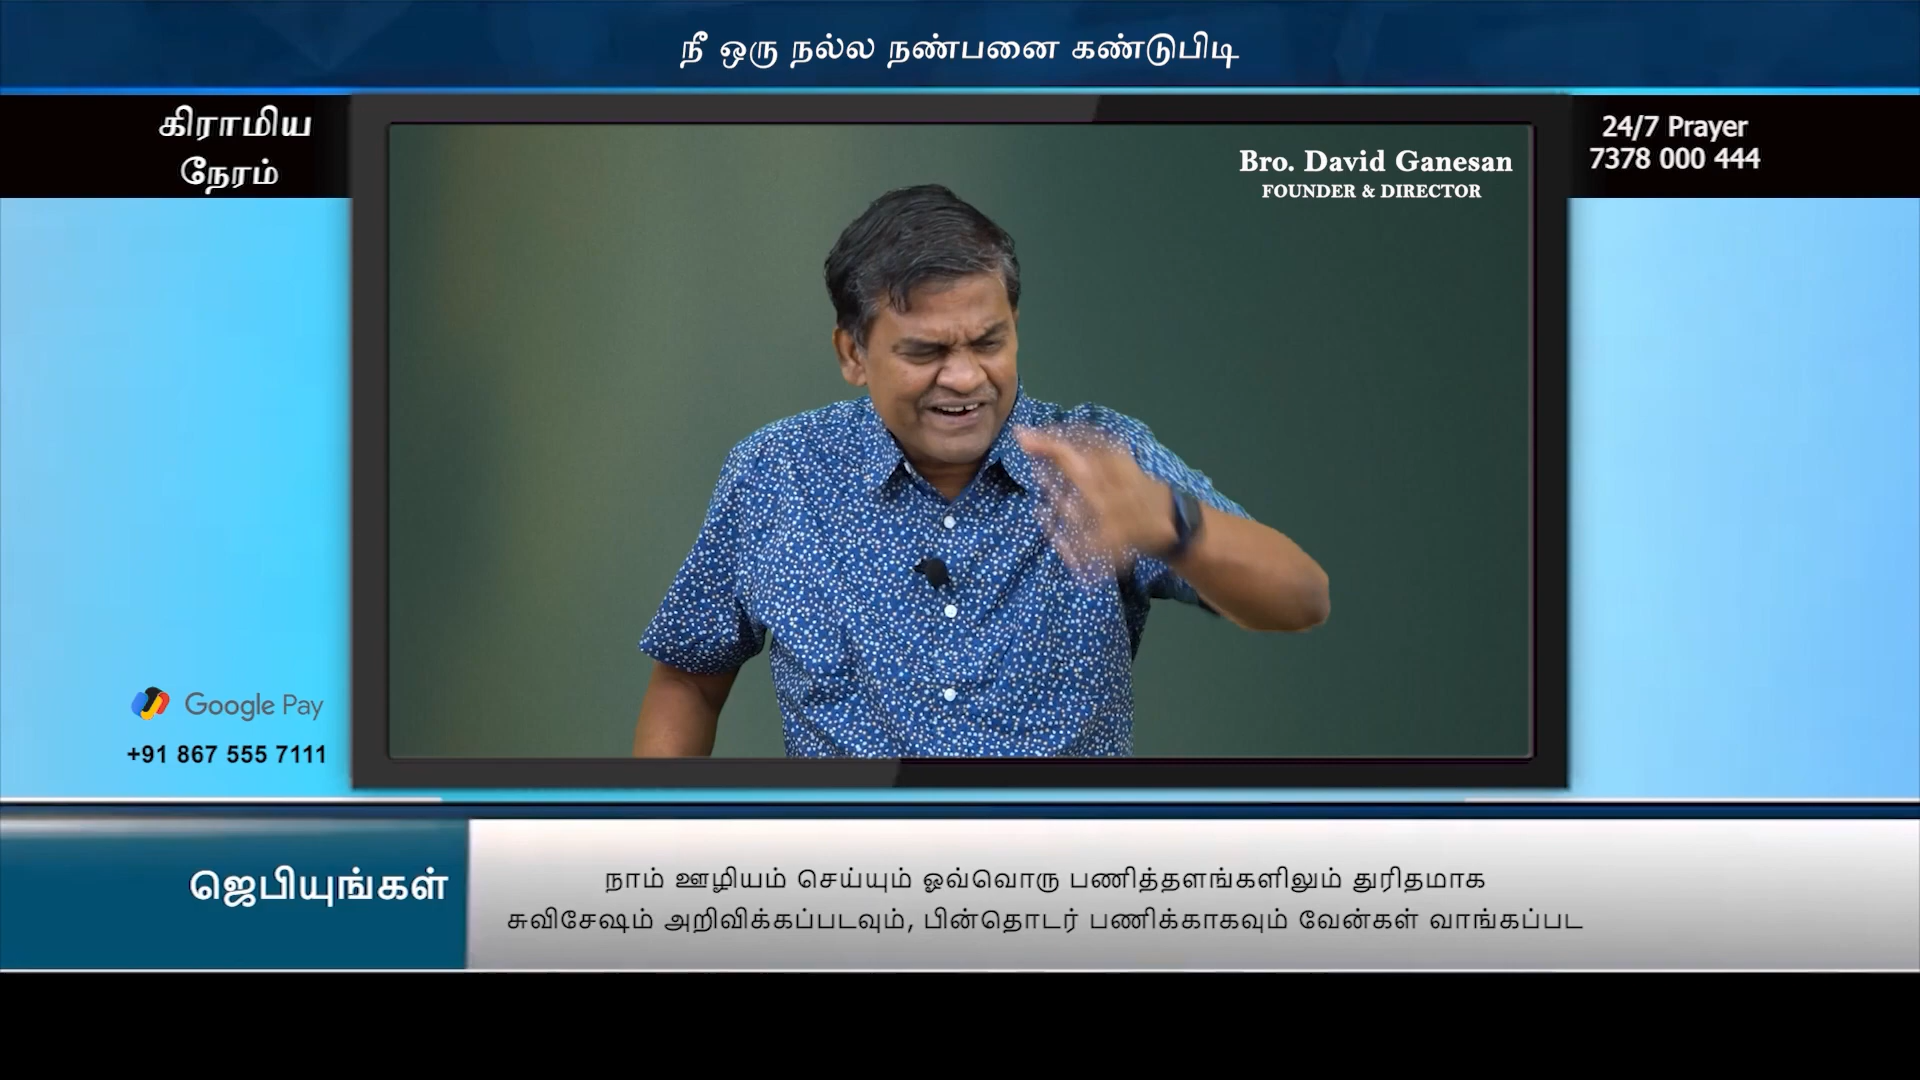 நீ ஒரு நல்ல நண்பனை கண்டுபிடி
கிராமிய
நேரம்
Bro. David Ganesan
FOUNDER & DIRECTOR
24/7 Prayer
7378 000 444
Google Pay
+91 867 555 7111
ஜெபியுங்கள்
நாம் ஊழியம் செய்யும் ஒவ்வொரு பணித்தளங்களிலும் துரிதமாக
சுவிசேஷம் அறிவிக்கப்படவும், பின்தொடர் பணிக்காகவும் வேன்கள் வாங்கப்பட